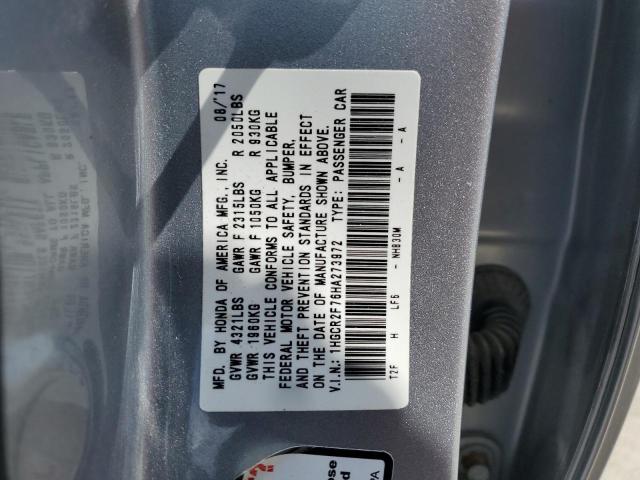 MFD. BY HONDA OF AMERICA MFG., INC. 08/'17
GVWR 4321LBS GAWR F 2315LBS R 2050LBS
GVWR 1960KG GAWR F 1050KG R 930KG
THIS VEHICLE CONFORMS TO ALL APPLICABLE
FEDERAL MOTOR VEHICLE SAFETY, BUMPER,
AND THEFT PREVENTION STANDARDS IN EFFECT
ON THE DATE OF MANUFACTURE SHOWN ABOVE.
V.I.N.: 1HGCR2F76HA273972 TYPE: PASSENGER CAR
T2F H LF6 - NH830M - A - A